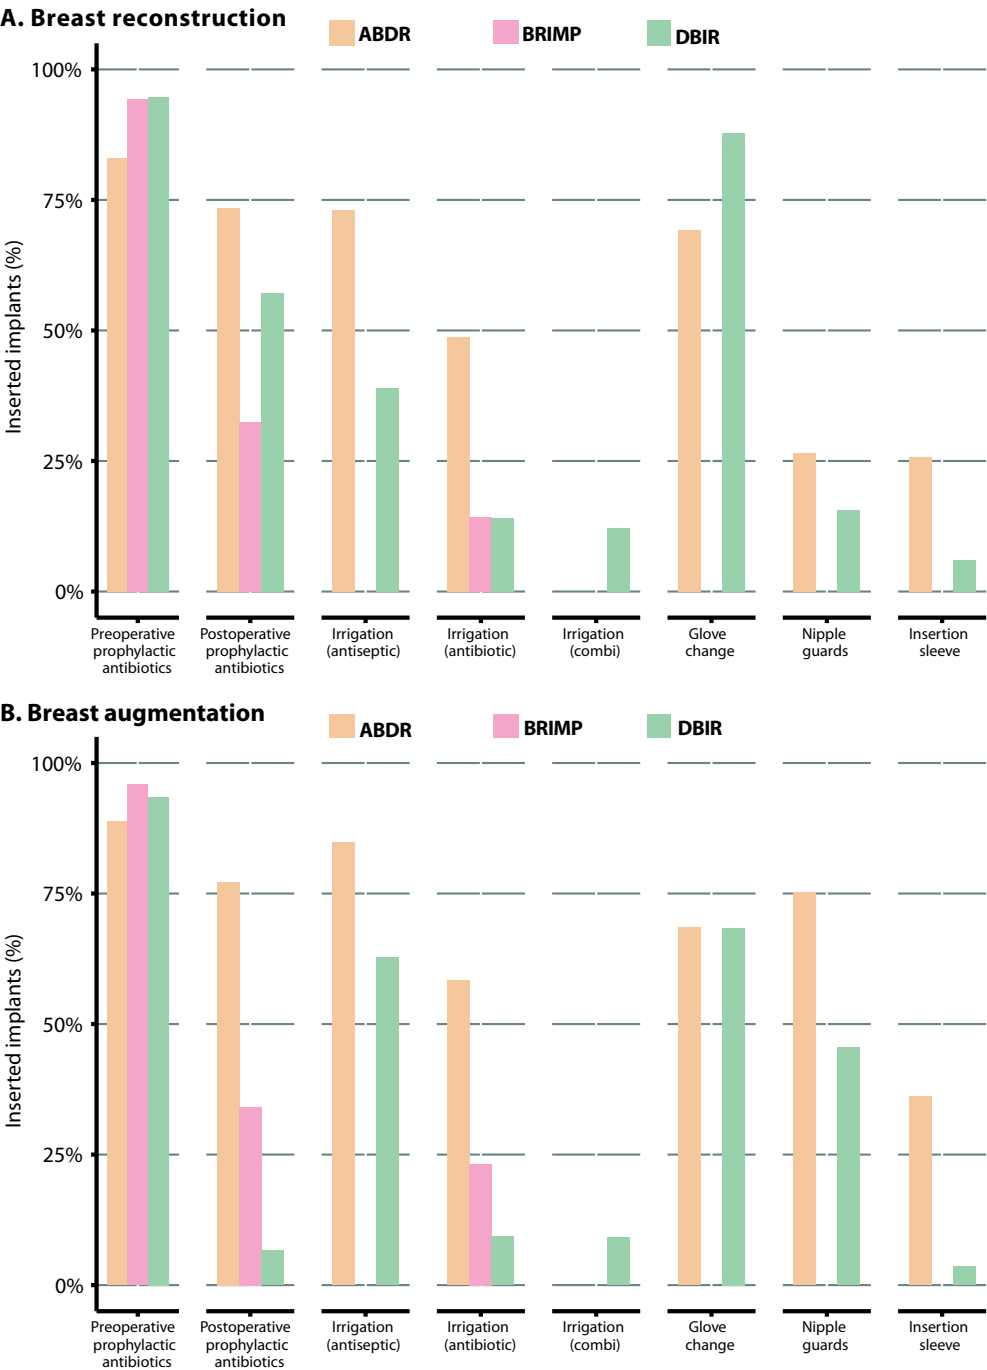 A. Breast reconstruction
ABDR BRIMP DBIR
Inserted implants (%)
100%
75%
50%
25%
0%
Preoperative prophylactic antibiotics
Postoperative prophylactic antibiotics
Irrigation (antiseptic)
Irrigation (antibiotic)
Irrigation (combi)
Glove change
Nipple guards
Insertion sleeve
B. Breast augmentation
ABDR BRIMP DBIR
Inserted implants (%)
100%
75%
50%
25%
0%
Preoperative prophylactic antibiotics
Postoperative prophylactic antibiotics
Irrigation (antiseptic)
Irrigation (antibiotic)
Irrigation (combi)
Glove change
Nipple guards
Insertion sleeve